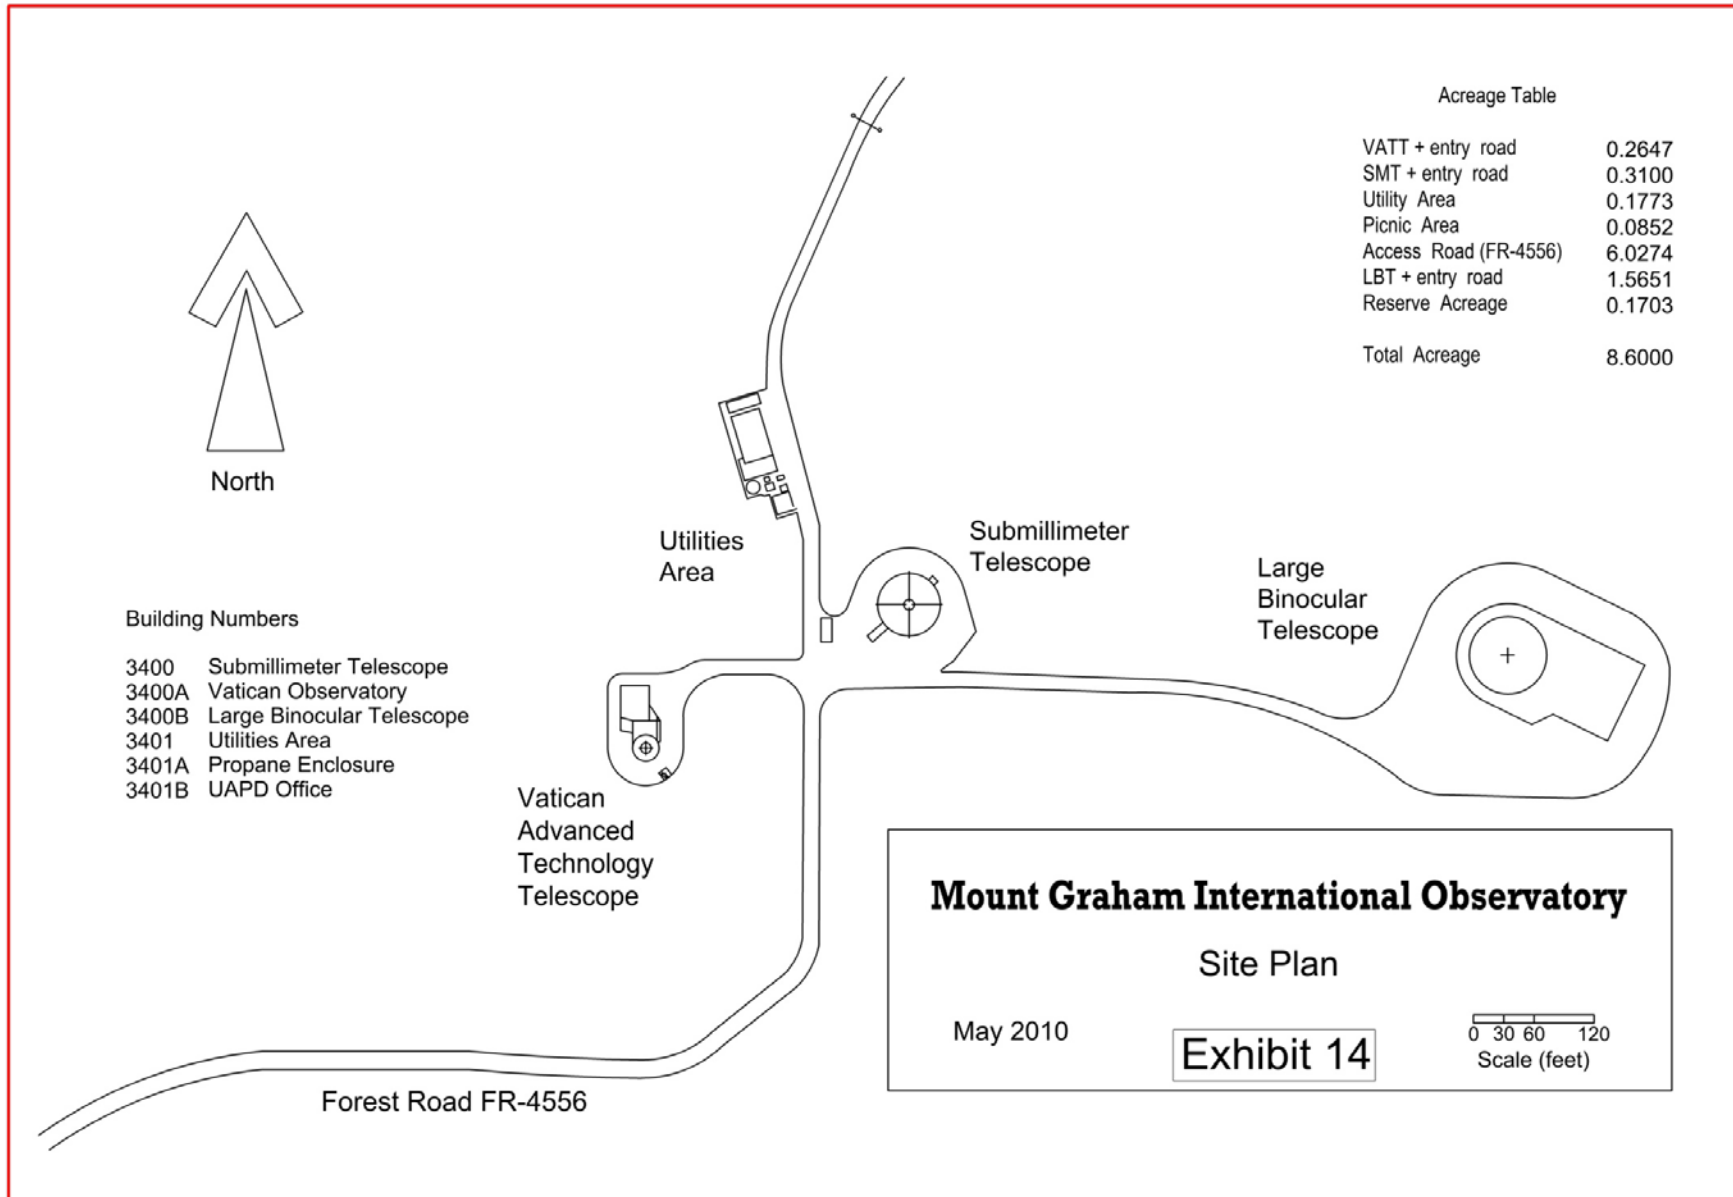 Acreage Table
VATT + entry road 0.2647
SMT + entry road 0.3100
Utility Area 0.1773
Picnic Area 0.0852
Access Road (FR-4556) 6.0274
LBT + entry road 1.5651
Reserve Acreage 0.1703
Total Acreage 8.6000
North
Utilities
Area
Submillimeter
Telescope
Large
Binocular
Telescope
Building Numbers
3400 Submillimeter Telescope
3400A Vatican Observatory
3400B Large Binocular Telescope
3401 Utilities Area
3401A Propane Enclosure
3401B UAPD Office
Vatican
Advanced
Technology
Telescope
Mount Graham International Observatory
Site Plan
May 2010
Exhibit 14
0 30 60 120
Scale (feet)
Forest Road FR-4556